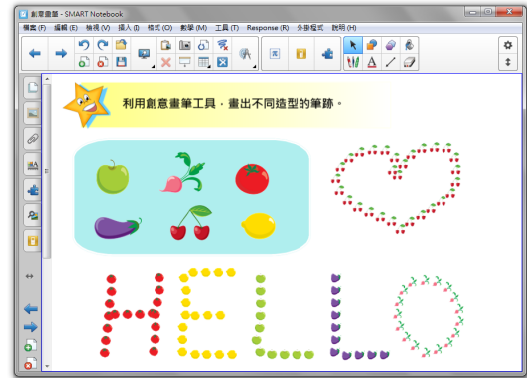 創意畫筆 - SMART Notebook
檔案 (F) 編輯 (E) 檢視 (V) 插入 (I) 格式 (O) 數學 (M) 工具 (T) Response (R) 外掛程式 說明 (H)
利用創意畫筆工具，畫出不同造型的筆跡。
HELLO